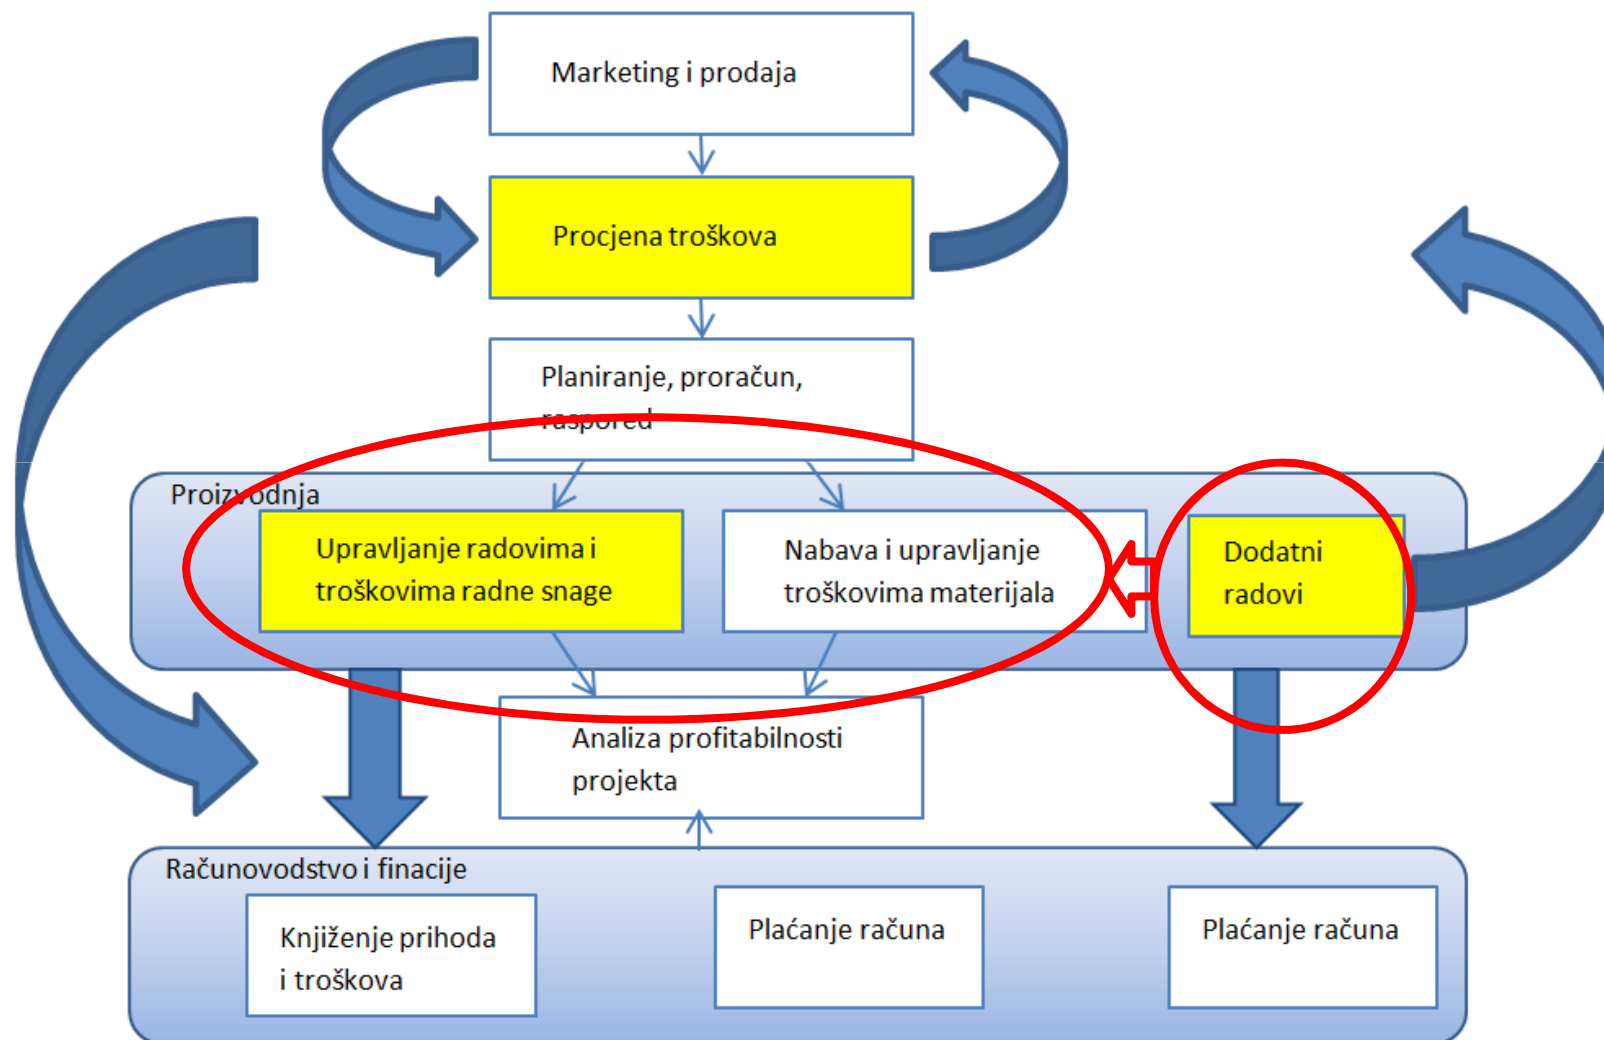 Marketing i prodaja
Procjena troškova
Planiranje, proračun,
raspored
Proizvodnja
Upravljanje radovima i
troškovima radne snage
Nabava i upravljanje
troškovima materijala
Dodatni
radovi
Analiza profitabilnosti
projekta
Računovodstvo i finacije
Knjiženje prihoda
i troškova
Plaćanje računa
Plaćanje računa